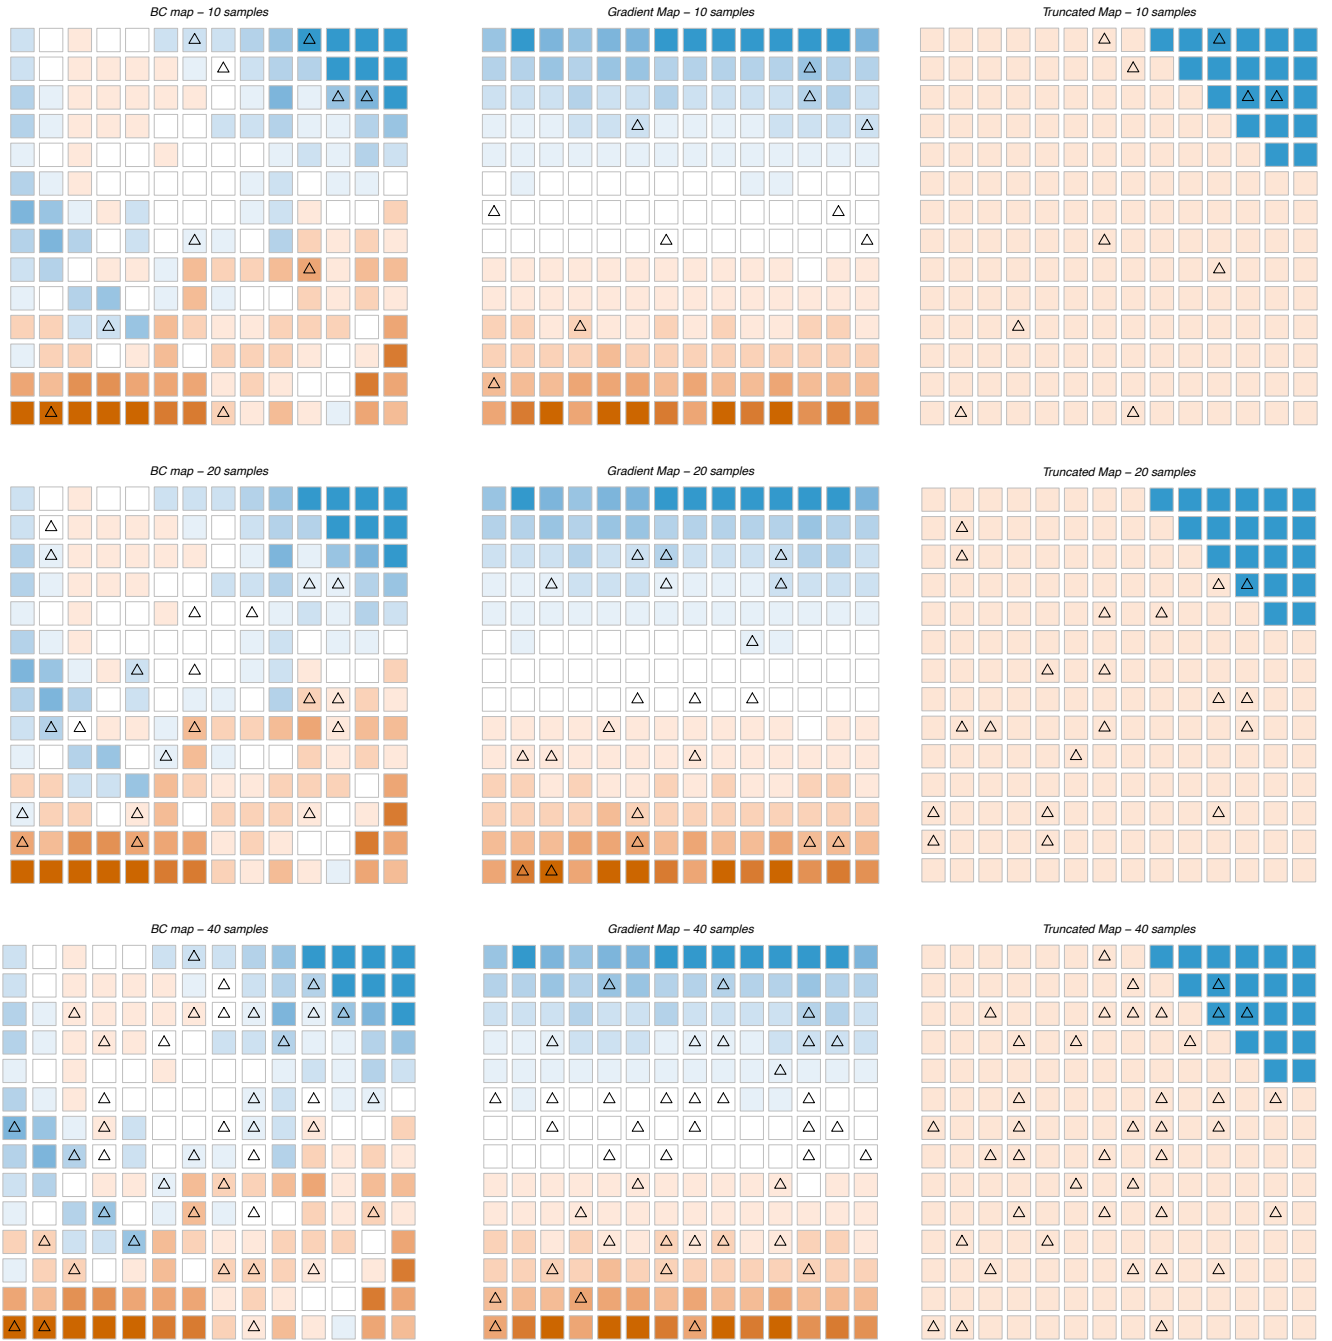 BC map – 10 samples
Gradient Map – 10 samples
Truncated Map – 10 samples
BC map – 20 samples
Gradient Map – 20 samples
Truncated Map – 20 samples
BC map – 40 samples
Gradient Map – 40 samples
Truncated Map – 40 samples